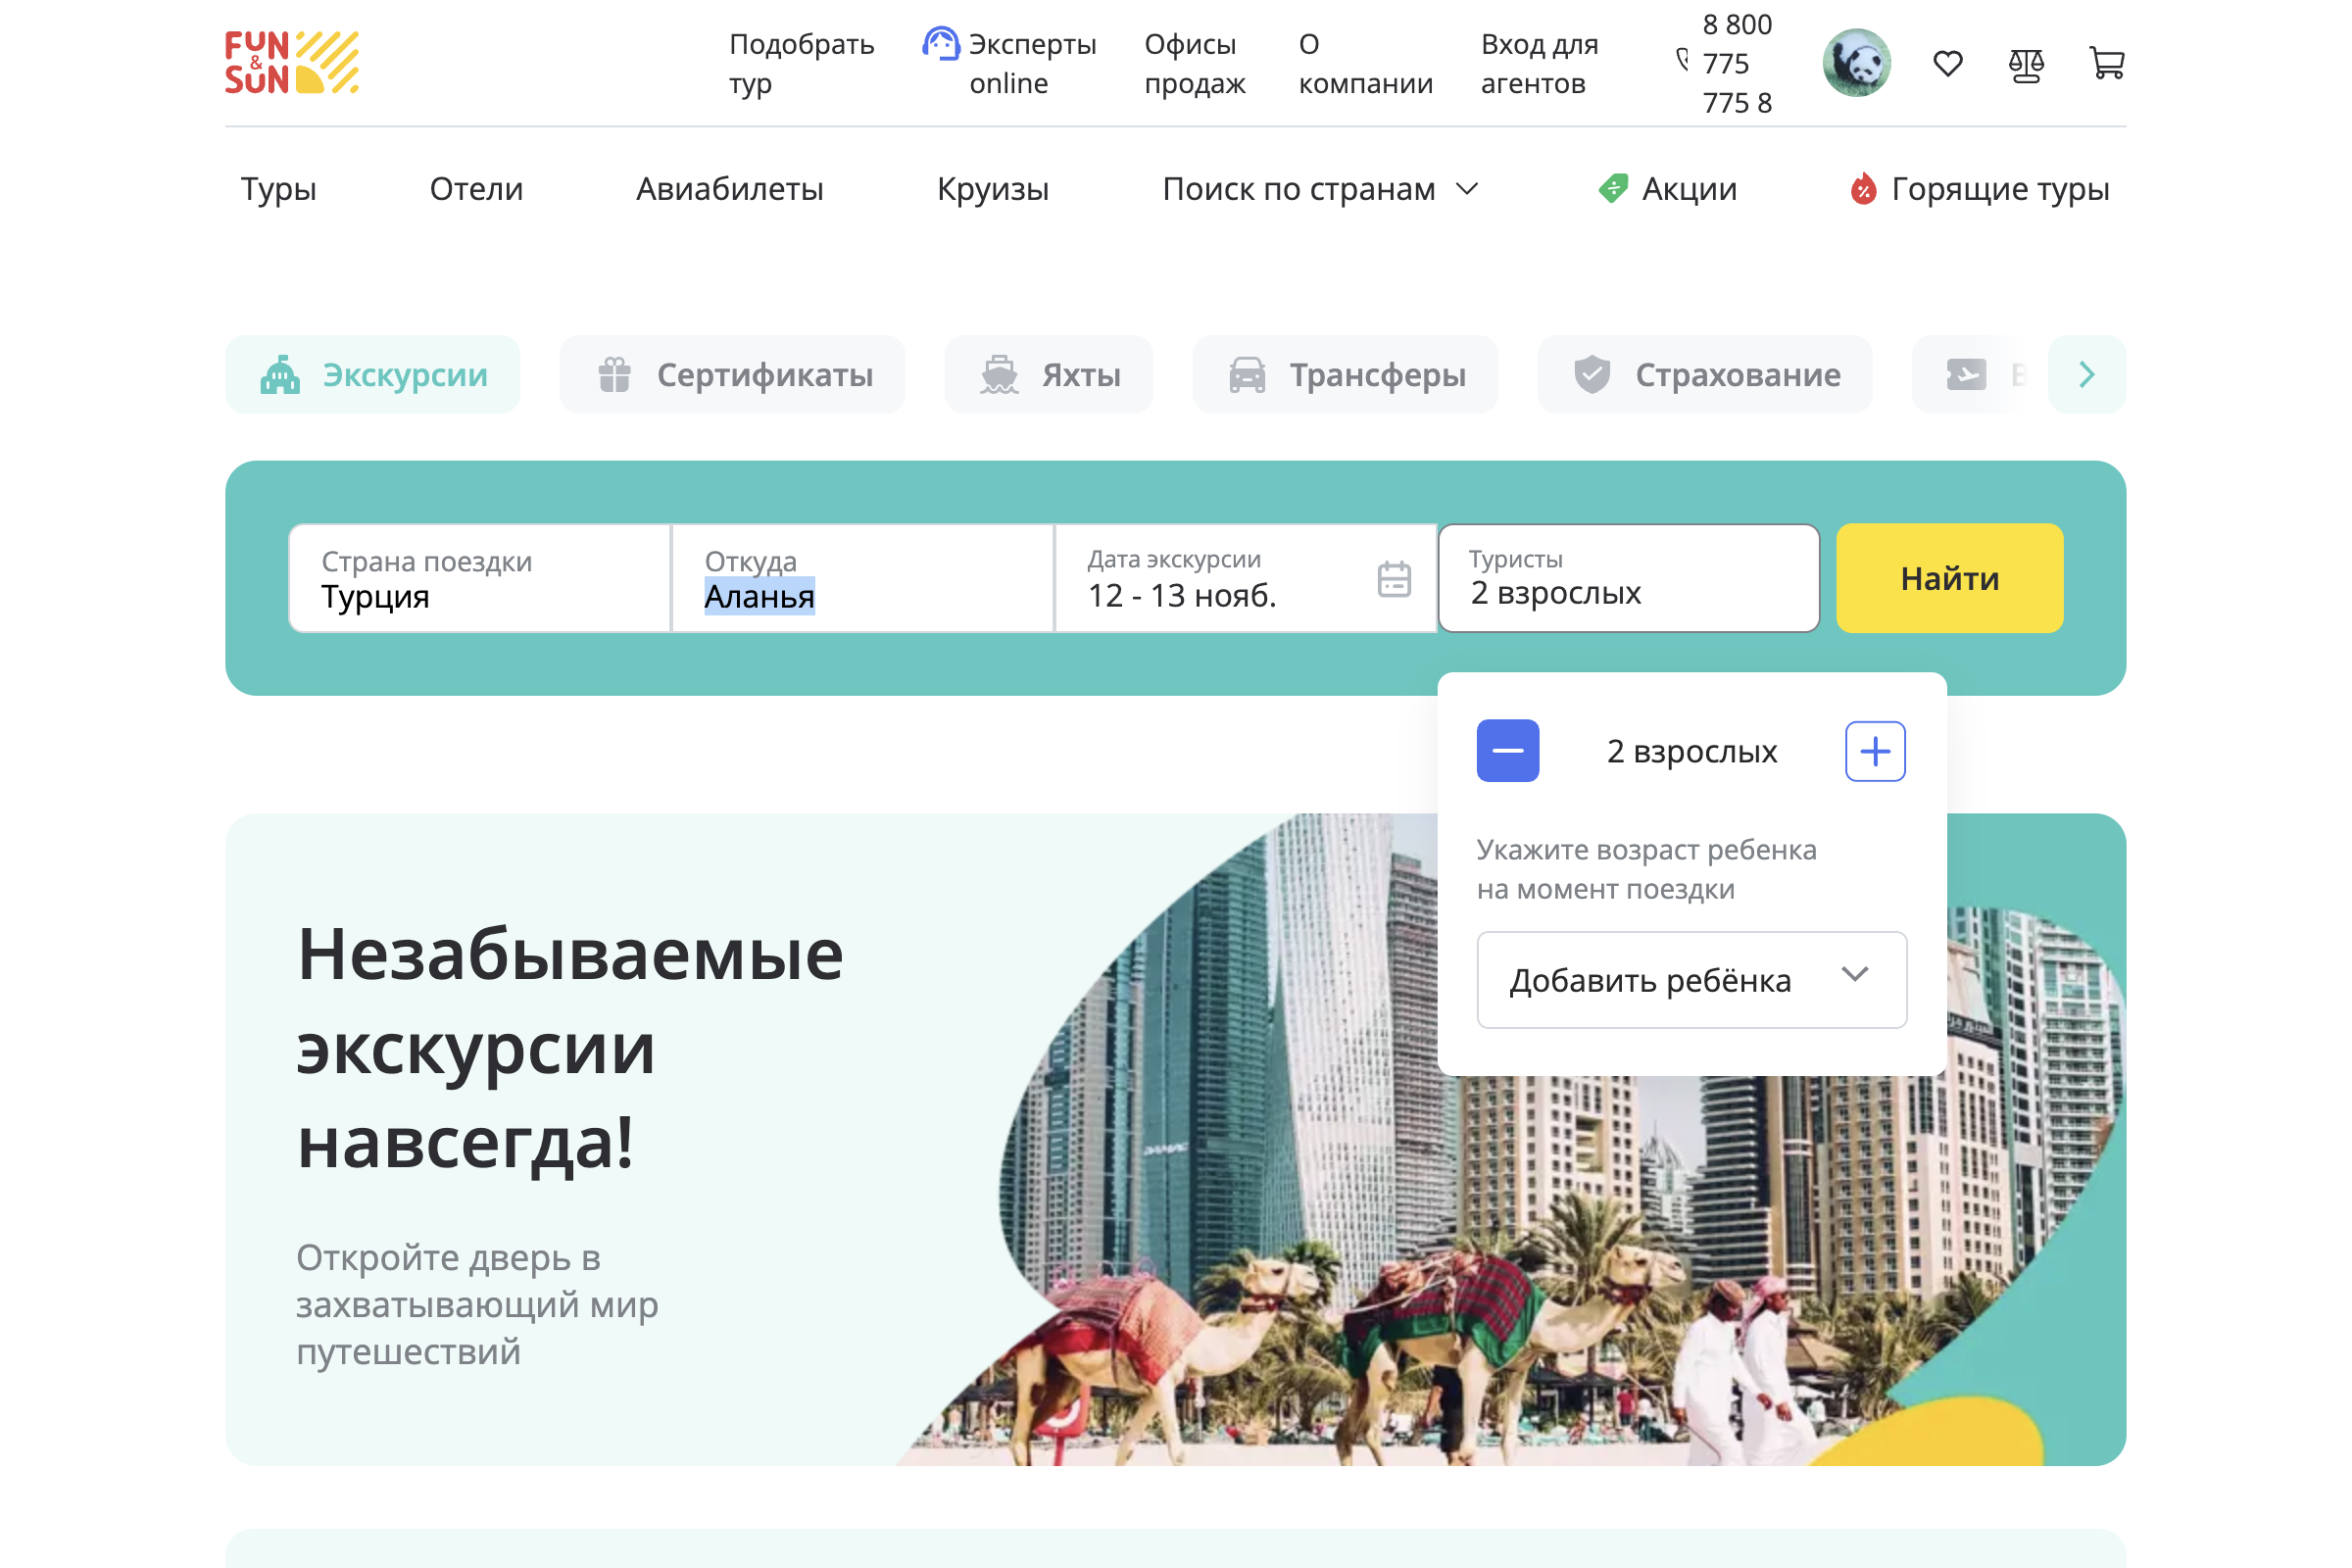 FUN
&
SUN
Подобрать
тур
Эксперты
online
Офисы
продаж
О
компании
Вход для
агентов
8 800
775
775 8
Туры
Отели
Авиабилеты
Круизы
Поиск по странам
Акции
Горящие туры
Экскурсии
Сертификаты
Яхты
Трансферы
Страхование
Страна поездки
Турция
Откуда
Аланья
Дата экскурсии
12 - 13 нояб.
Туристы
2 взрослых
Найти
2 взрослых
Укажите возраст ребенка
на момент поездки
Добавить ребёнка
Незабываемые
экскурсии
навсегда!
Откройте дверь в
захватывающий мир
путешествий